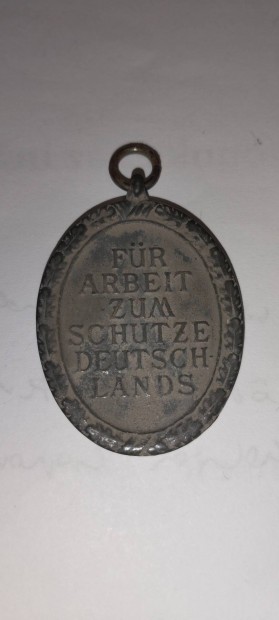 FÜR
ARBEIT
ZUM
SCHUTZE
DEUTSCH-
LANDS